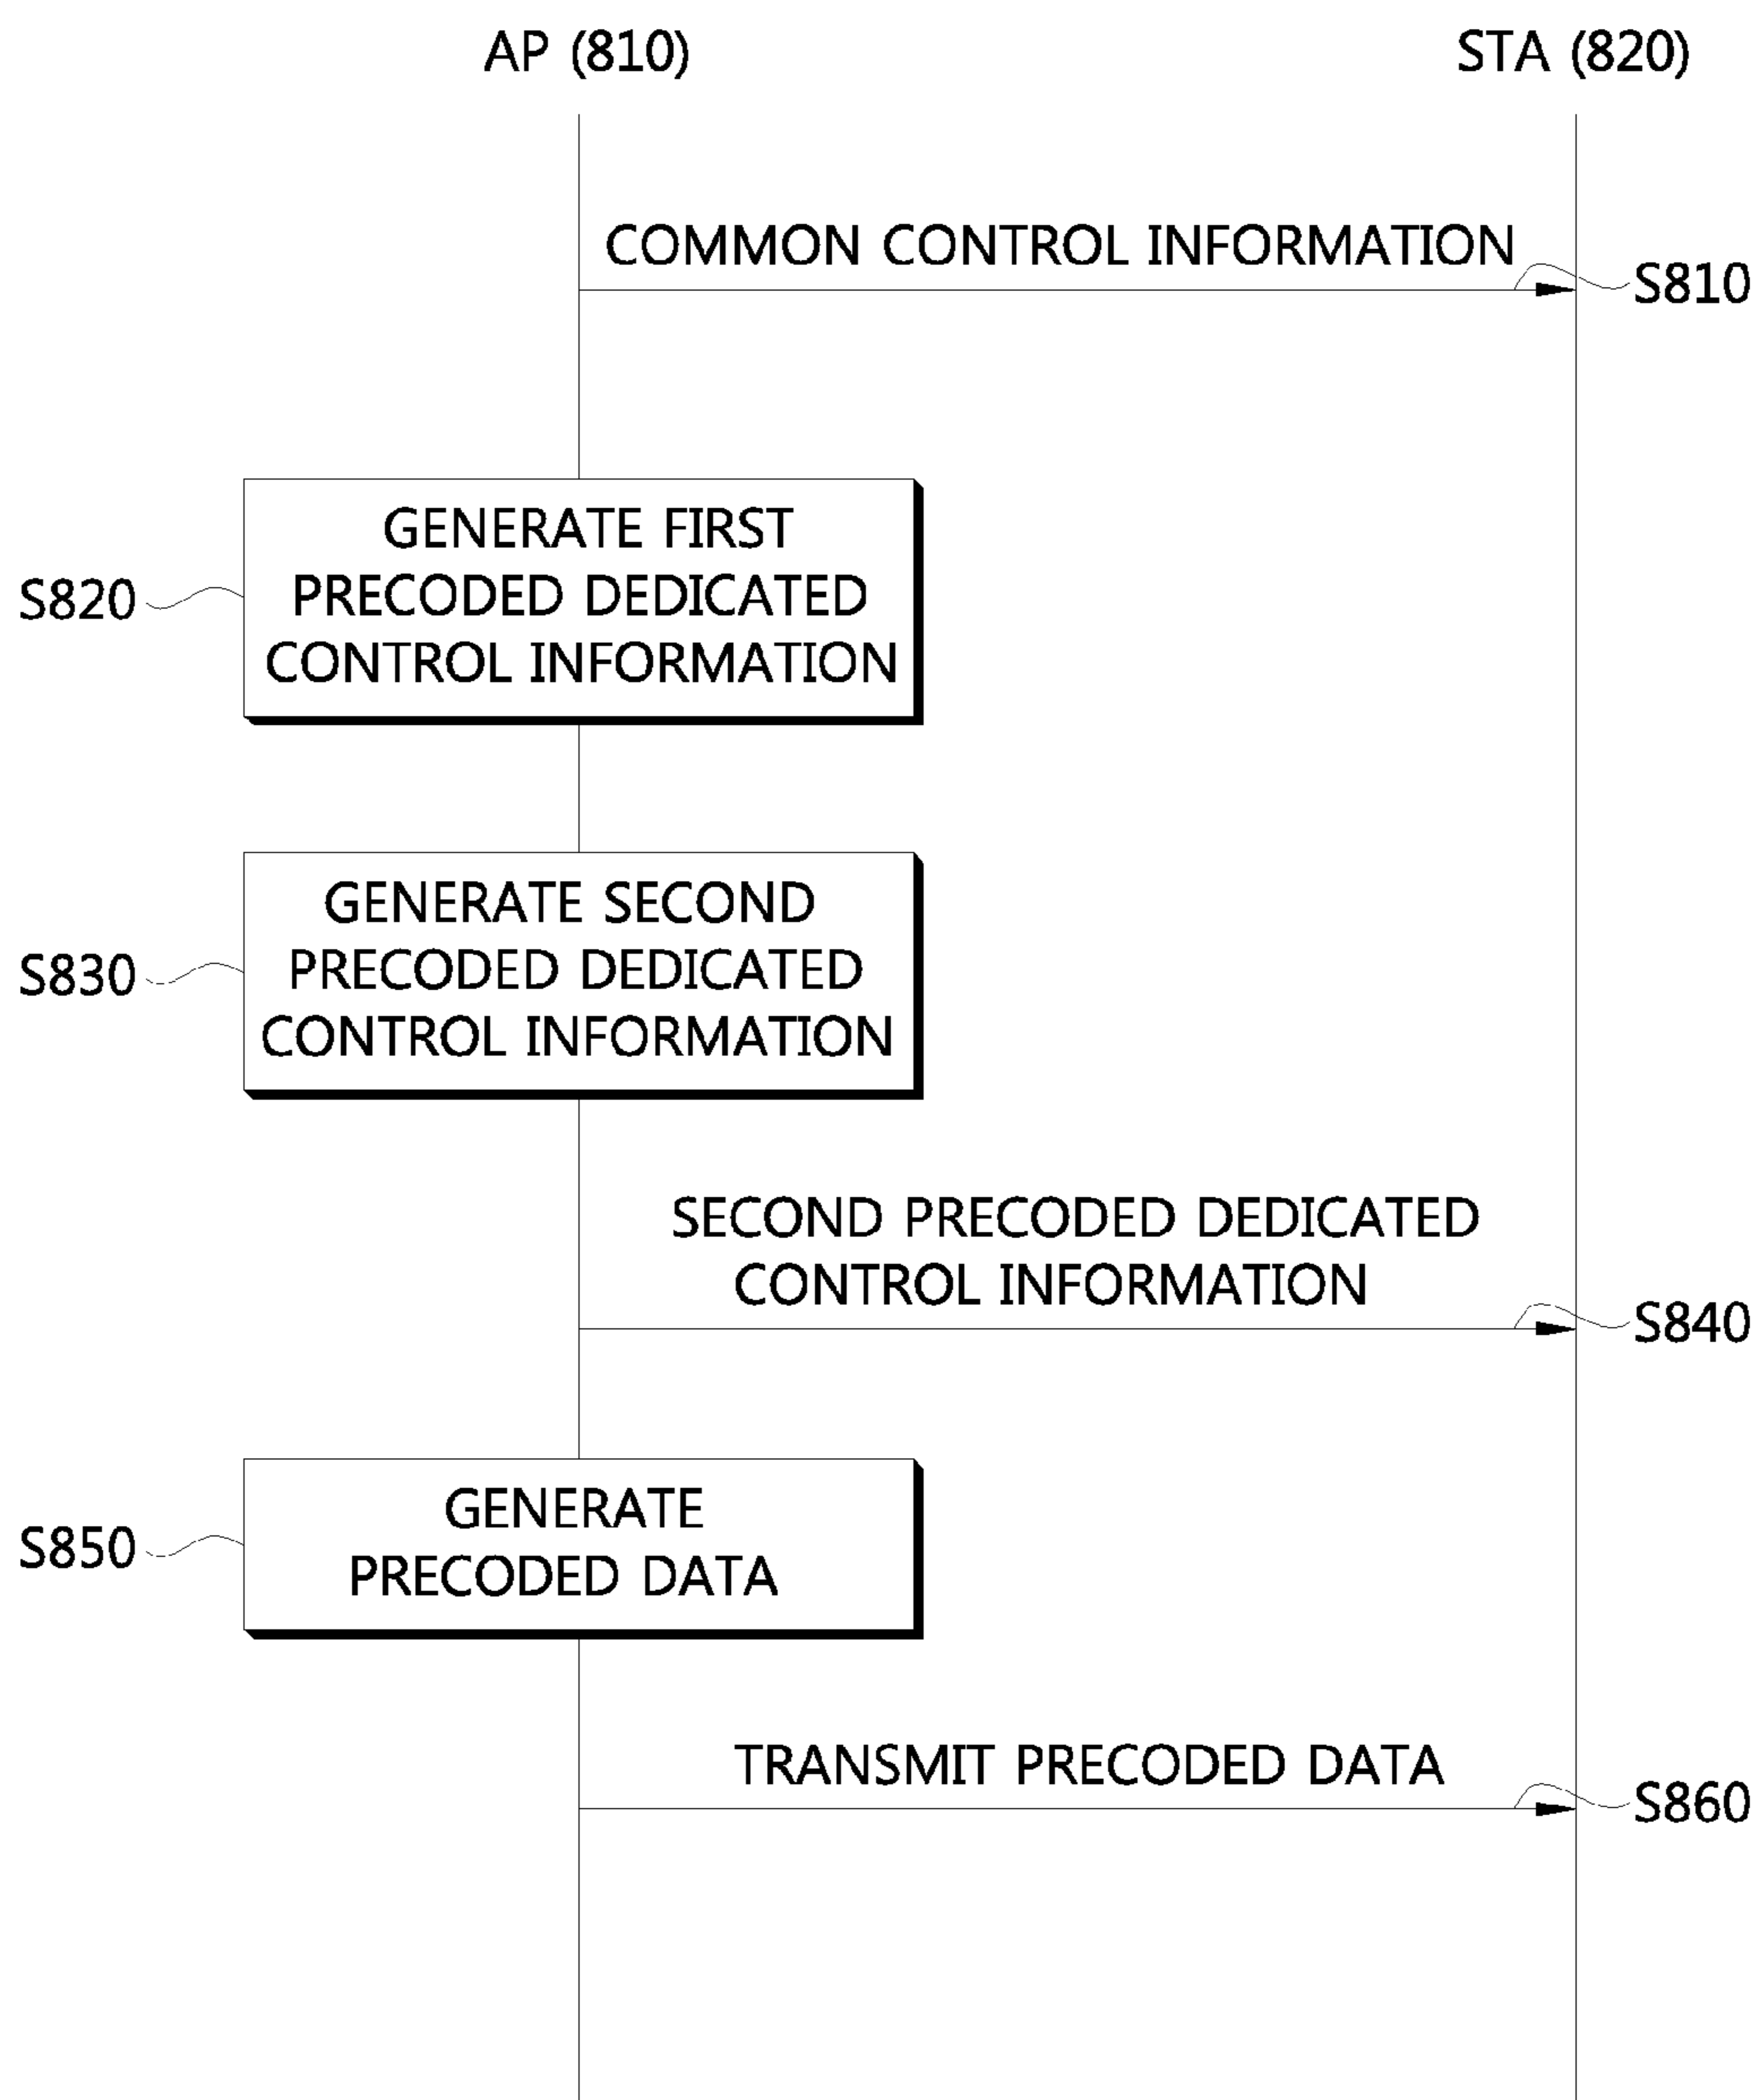 AP (810)
STA (820)
COMMON CONTROL INFORMATION
S810
GENERATE FIRST
PRECODED DEDICATED
CONTROL INFORMATION
S820
GENERATE SECOND
PRECODED DEDICATED
CONTROL INFORMATION
S830
SECOND PRECODED DEDICATED
CONTROL INFORMATION
S840
GENERATE
PRECODED DATA
S850
TRANSMIT PRECODED DATA
S860